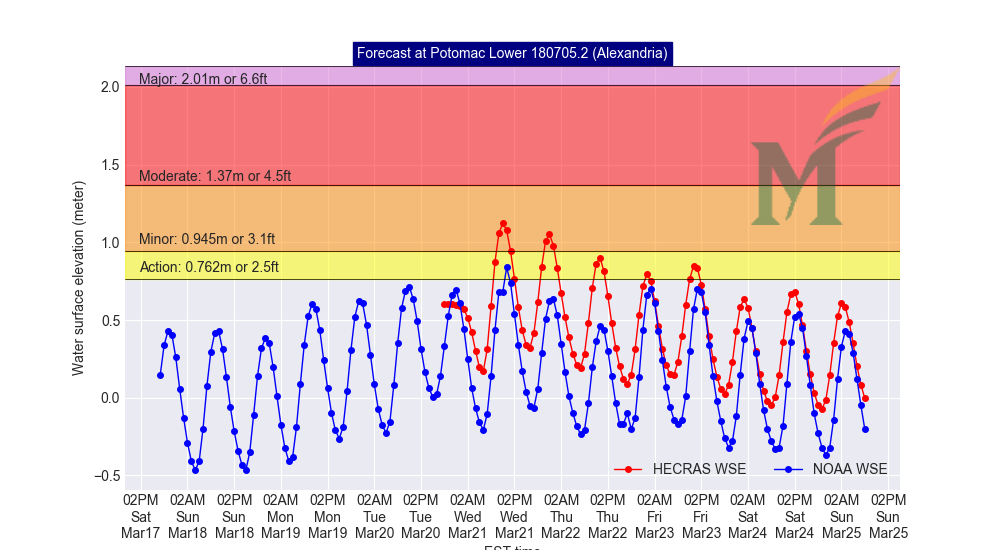 Forecast at Potomac Lower 180705.2 (Alexandria)
Major: 2.01m or 6.6ft
Moderate: 1.37m or 4.5ft
Minor: 0.945m or 3.1ft
Action: 0.762m or 2.5ft
2.0
1.5
1.0
0.5
0.0
−0.5
Water surface elevation (meter)
M
HECRAS WSE NOAA WSE
02PM 02AM 02PM 02AM 02PM 02AM 02PM 02AM 02PM 02AM 02PM 02AM 02PM 02AM 02PM 02AM 02PM
Sat Sun Sun Mon Mon Tue Tue Wed Wed Thu Thu Fri Fri Sat Sat Sun Sun
Mar17 Mar18 Mar18 Mar19 Mar19 Mar20 Mar20 Mar21 Mar21 Mar22 Mar22 Mar23 Mar23 Mar24 Mar24 Mar25 Mar25
EST time